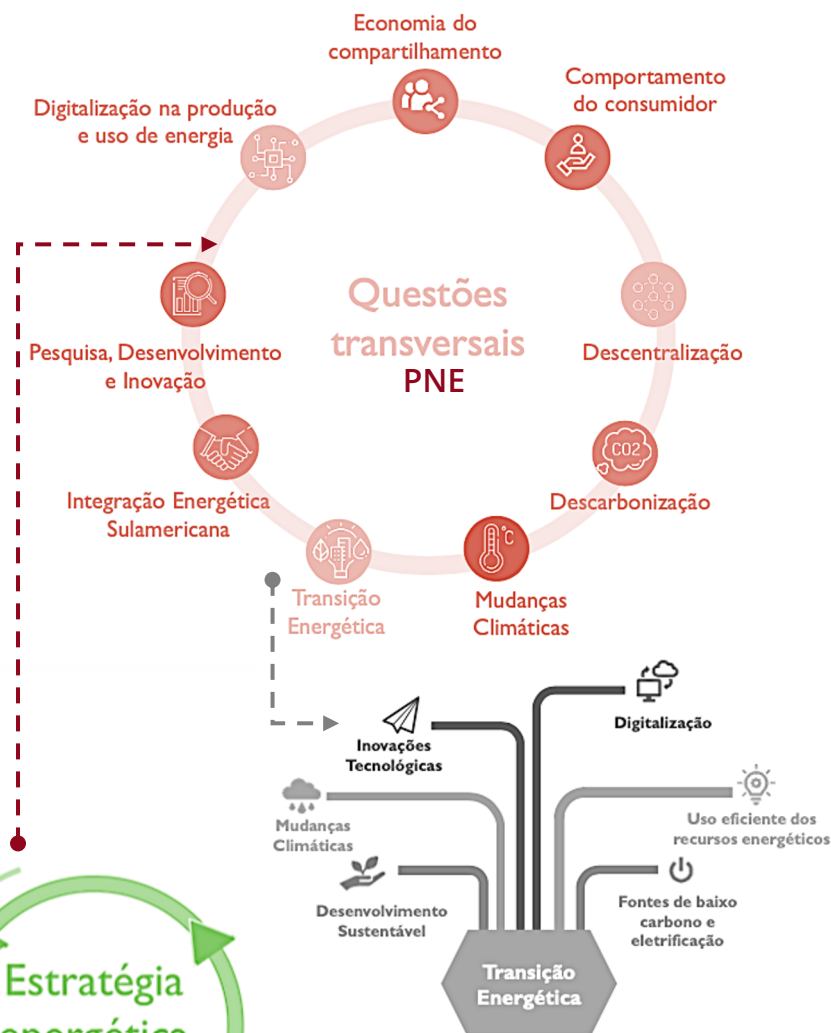 Economia do
compartilhamento
Comportamento
do consumidor
Digitalização na produção
e uso de energia
Questões
transversais
PNE
Pesquisa, Desenvolvimento
e Inovação
Descentralização
CO2
Integração Energética
Sulamericana
Descarbonização
°C
Transição
Energética
Mudanças
Climáticas
Inovações
Tecnológicas
Digitalização
Mudanças
Climáticas
Uso eficiente dos
recursos energéticos
Desenvolvimento
Sustentável
Fontes de baixo
carbono e
eletrificação
Transição
Energética
Estratégia
energética